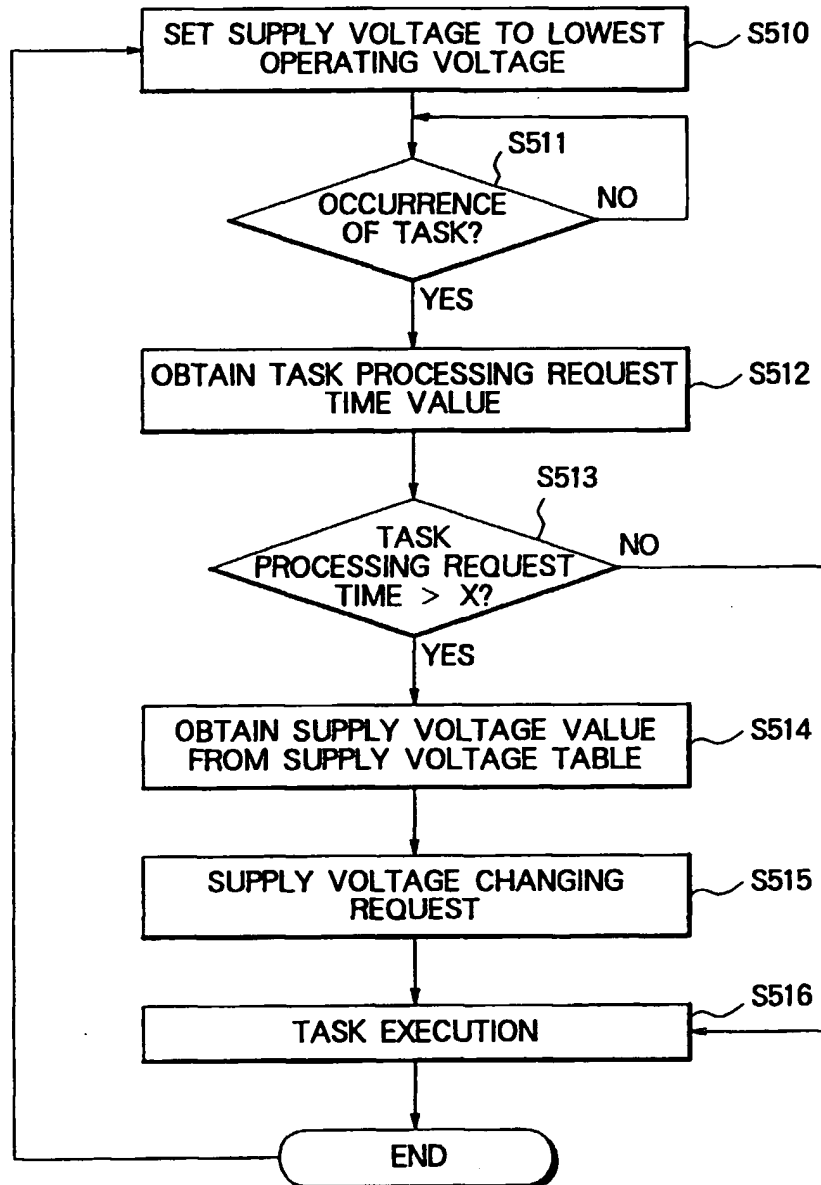 SET SUPPLY VOLTAGE TO LOWEST
OPERATING VOLTAGE
S510
S511
OCCURRENCE
OF TASK?
NO
YES
OBTAIN TASK PROCESSING REQUEST
TIME VALUE
S512
S513
TASK
PROCESSING REQUEST
TIME > X?
NO
YES
OBTAIN SUPPLY VOLTAGE VALUE
FROM SUPPLY VOLTAGE TABLE
S514
SUPPLY VOLTAGE CHANGING
REQUEST
S515
S516
TASK EXECUTION
END